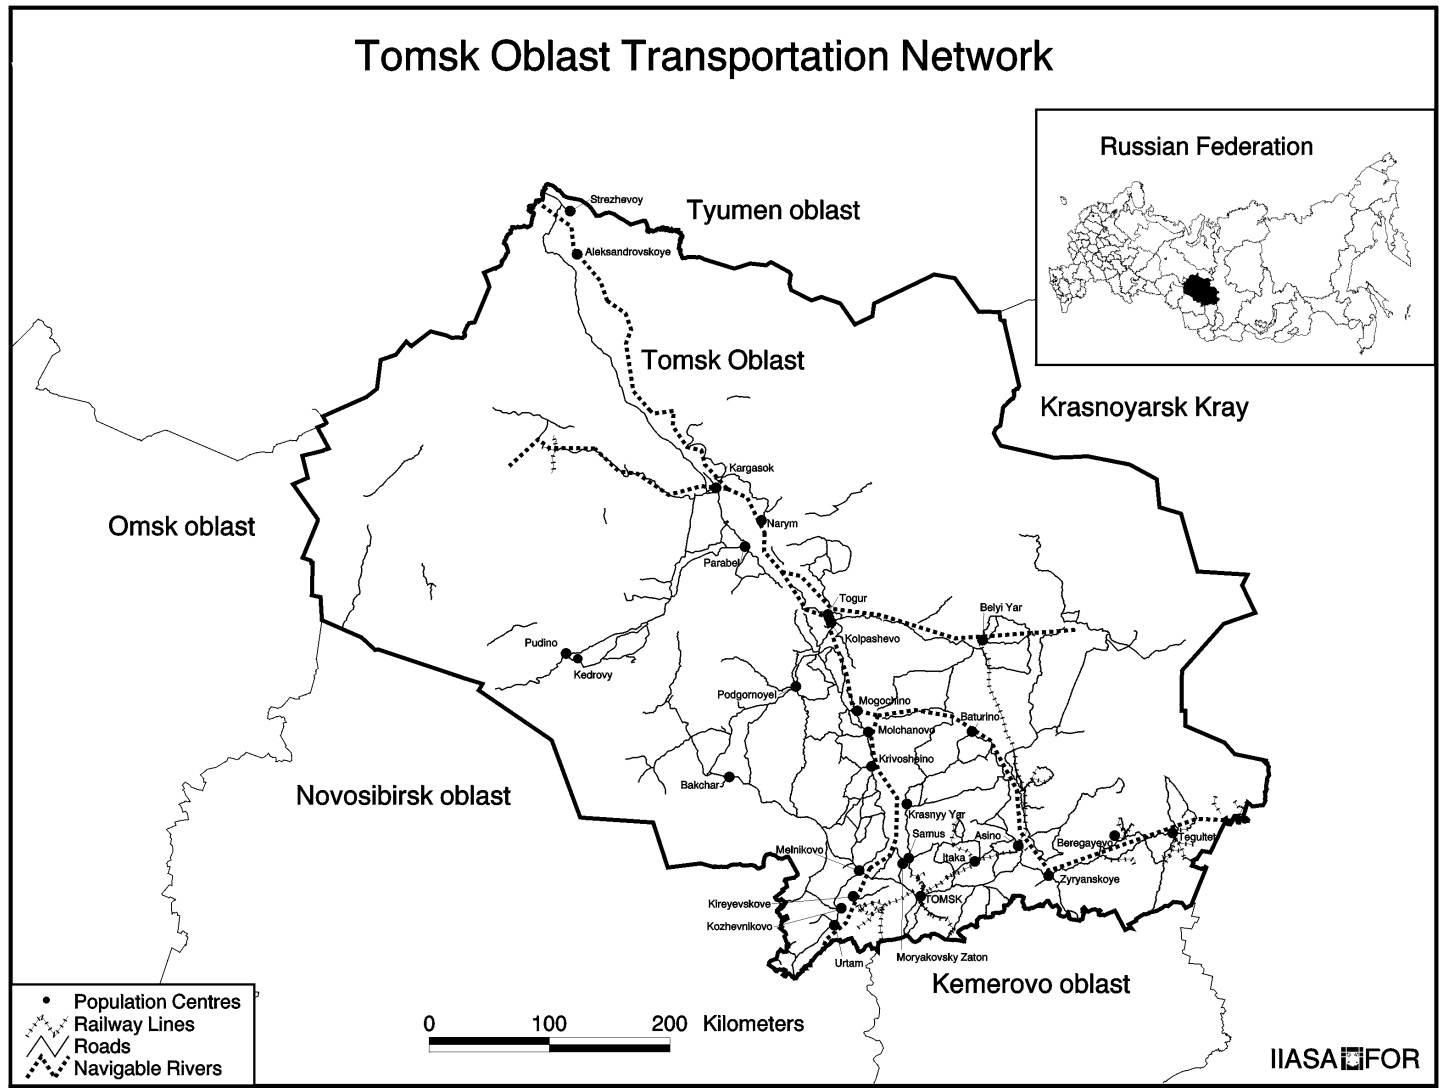 Tomsk Oblast Transportation Network
Russian Federation
Strezhevoy
Tyumen oblast
Aleksandrovskoye
Tomsk Oblast
Krasnoyarsk Kray
Kargasok
Omsk oblast
Narym
Parabel
Togur
Belyi Yar
Kolpashevo
Pudino
Kedrovy
Podgornoyel
Mogochino
Baturino
Molchanovo
Krivosheino
Bakchar
Novosibirsk oblast
Krasnyy Yar
Samus
Asino
Beregayevo
Tegultet
Melnikovo
Itaka
Zyryanskoye
Kireyevskove
TOMSK
Kozhevnikovo
Urtam
Moryakovsky Zaton
Kemerovo oblast
Population Centres
Railway Lines
Roads
Navigable Rivers
0 100 200 Kilometers
IIASA FOR